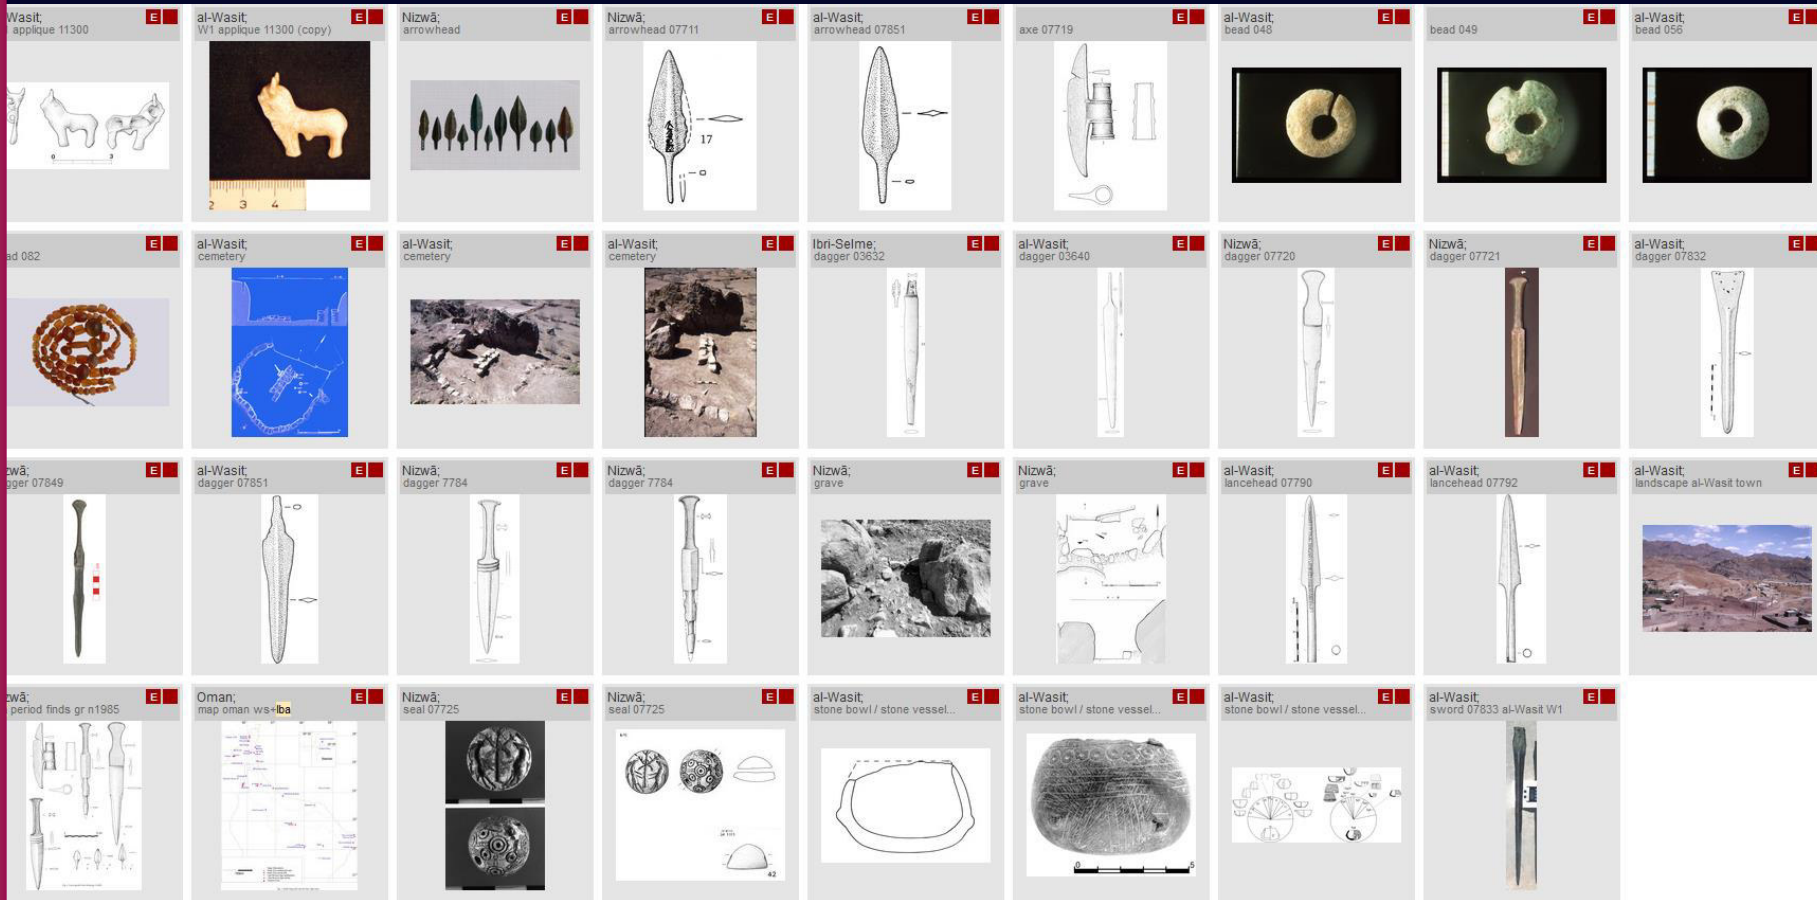 Wasit;
applique 11300
E
al-Wasit;
W1 applique 11300 (copy)
E
Nizwā;
arrowhead
E
Nizwā;
arrowhead 07711
E
al-Wasit;
arrowhead 07851
E
axe 07719
E
al-Wasit;
bead 048
E
bead 049
E
al-Wasit;
bead 056
E
0 3
2 3 4
17
ad 082
E
al-Wasit;
cemetery
E
al-Wasit;
cemetery
E
al-Wasit;
cemetery
E
Ibri-Selme;
dagger 03632
E
al-Wasit;
dagger 03640
E
Nizwā;
dagger 07720
E
Nizwā;
dagger 07721
E
al-Wasit;
dagger 07832
E
zwā;
gger 07849
E
al-Wasit;
dagger 07851
E
Nizwā;
dagger 7784
E
Nizwā;
dagger 7784
E
Nizwā;
grave
E
Nizwā;
grave
E
al-Wasit;
lancehead 07790
E
al-Wasit;
lancehead 07792
E
al-Wasit;
landscape al-Wasit town
E
zwā;
period finds gr n1985
E
Oman;
map oman ws+lba
E
Nizwā;
seal 07725
E
Nizwā;
seal 07725
E
al-Wasit;
stone bowl / stone vessel...
E
al-Wasit;
stone bowl / stone vessel...
E
al-Wasit;
stone bowl / stone vessel...
E
al-Wasit;
sword 07833 al-Wasit W1
E
42
0 5